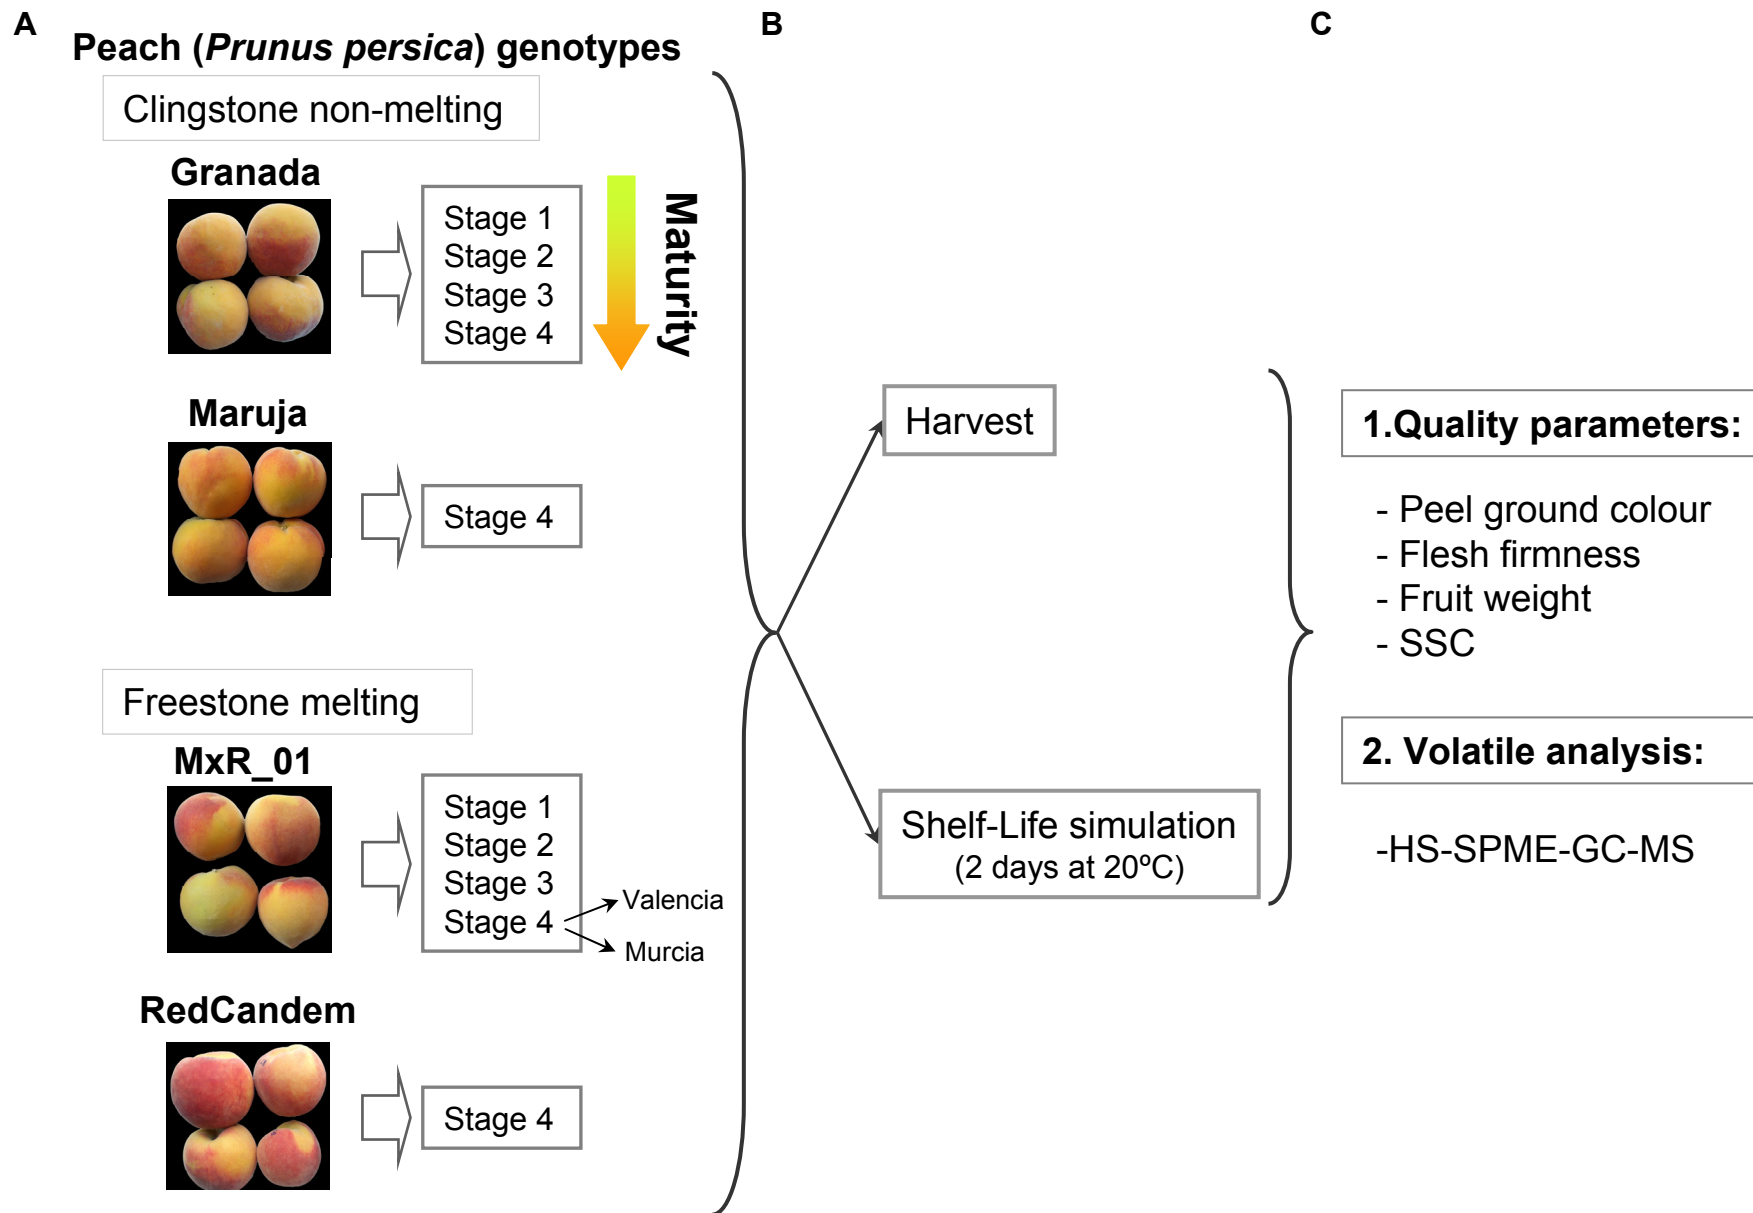 A
Peach (Prunus persica) genotypes
Clingstone non-melting
Granada
Stage 1
Stage 2
Stage 3
Stage 4
Maturity
Maruja
Stage 4
Freestone melting
MxR_01
Stage 1
Stage 2
Stage 3
Stage 4
Valencia
Murcia
RedCandem
Stage 4
B
Harvest
Shelf-Life simulation
(2 days at 20ºC)
C
1.Quality parameters:
- Peel ground colour
- Flesh firmness
- Fruit weight
- SSC
2. Volatile analysis:
-HS-SPME-GC-MS